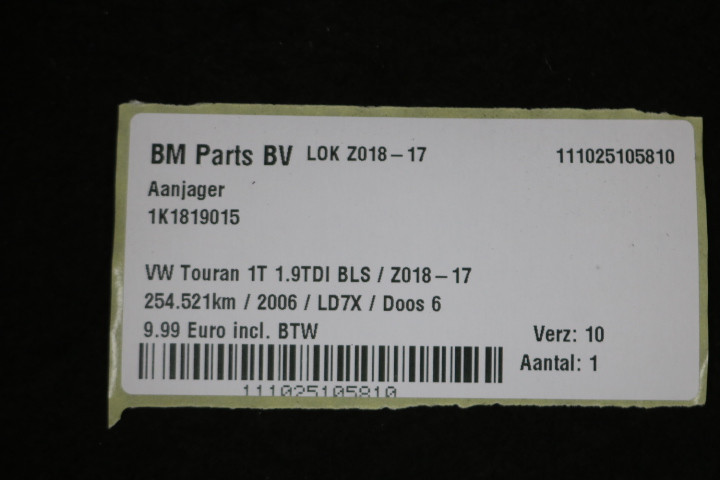 BM Parts BV LOK Z018-17 111025105810
Aanjager
1K1819015
VW Touran 1T 1.9TDI BLS / Z018-17
254.521km / 2006 / LD7X / Doos 6
9.99 Euro incl. BTW Verz: 10
Aantal: 1
111025105810